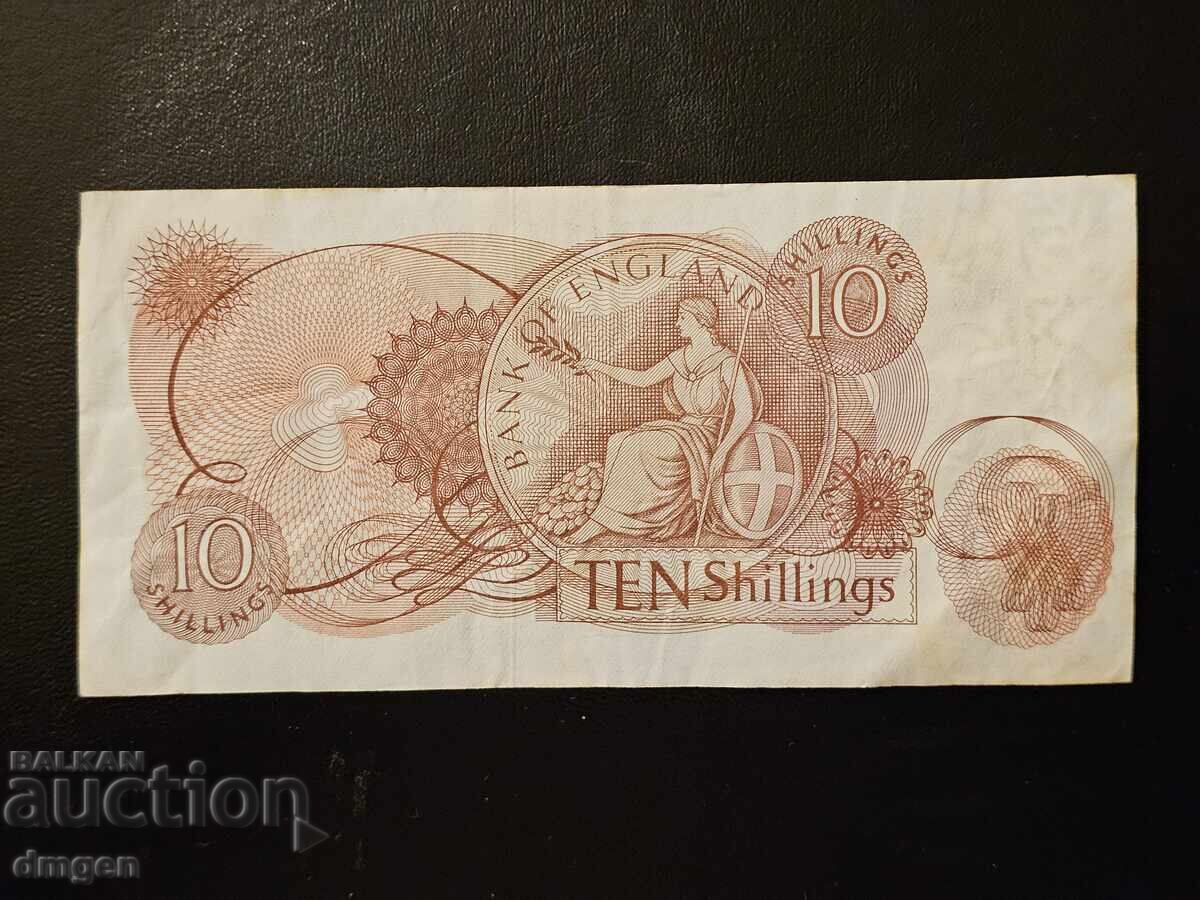 BANK OF ENGLAND
10
SHILLINGS
10
SHILLINGS
TEN Shillings
BALKAN
auction
dmgen